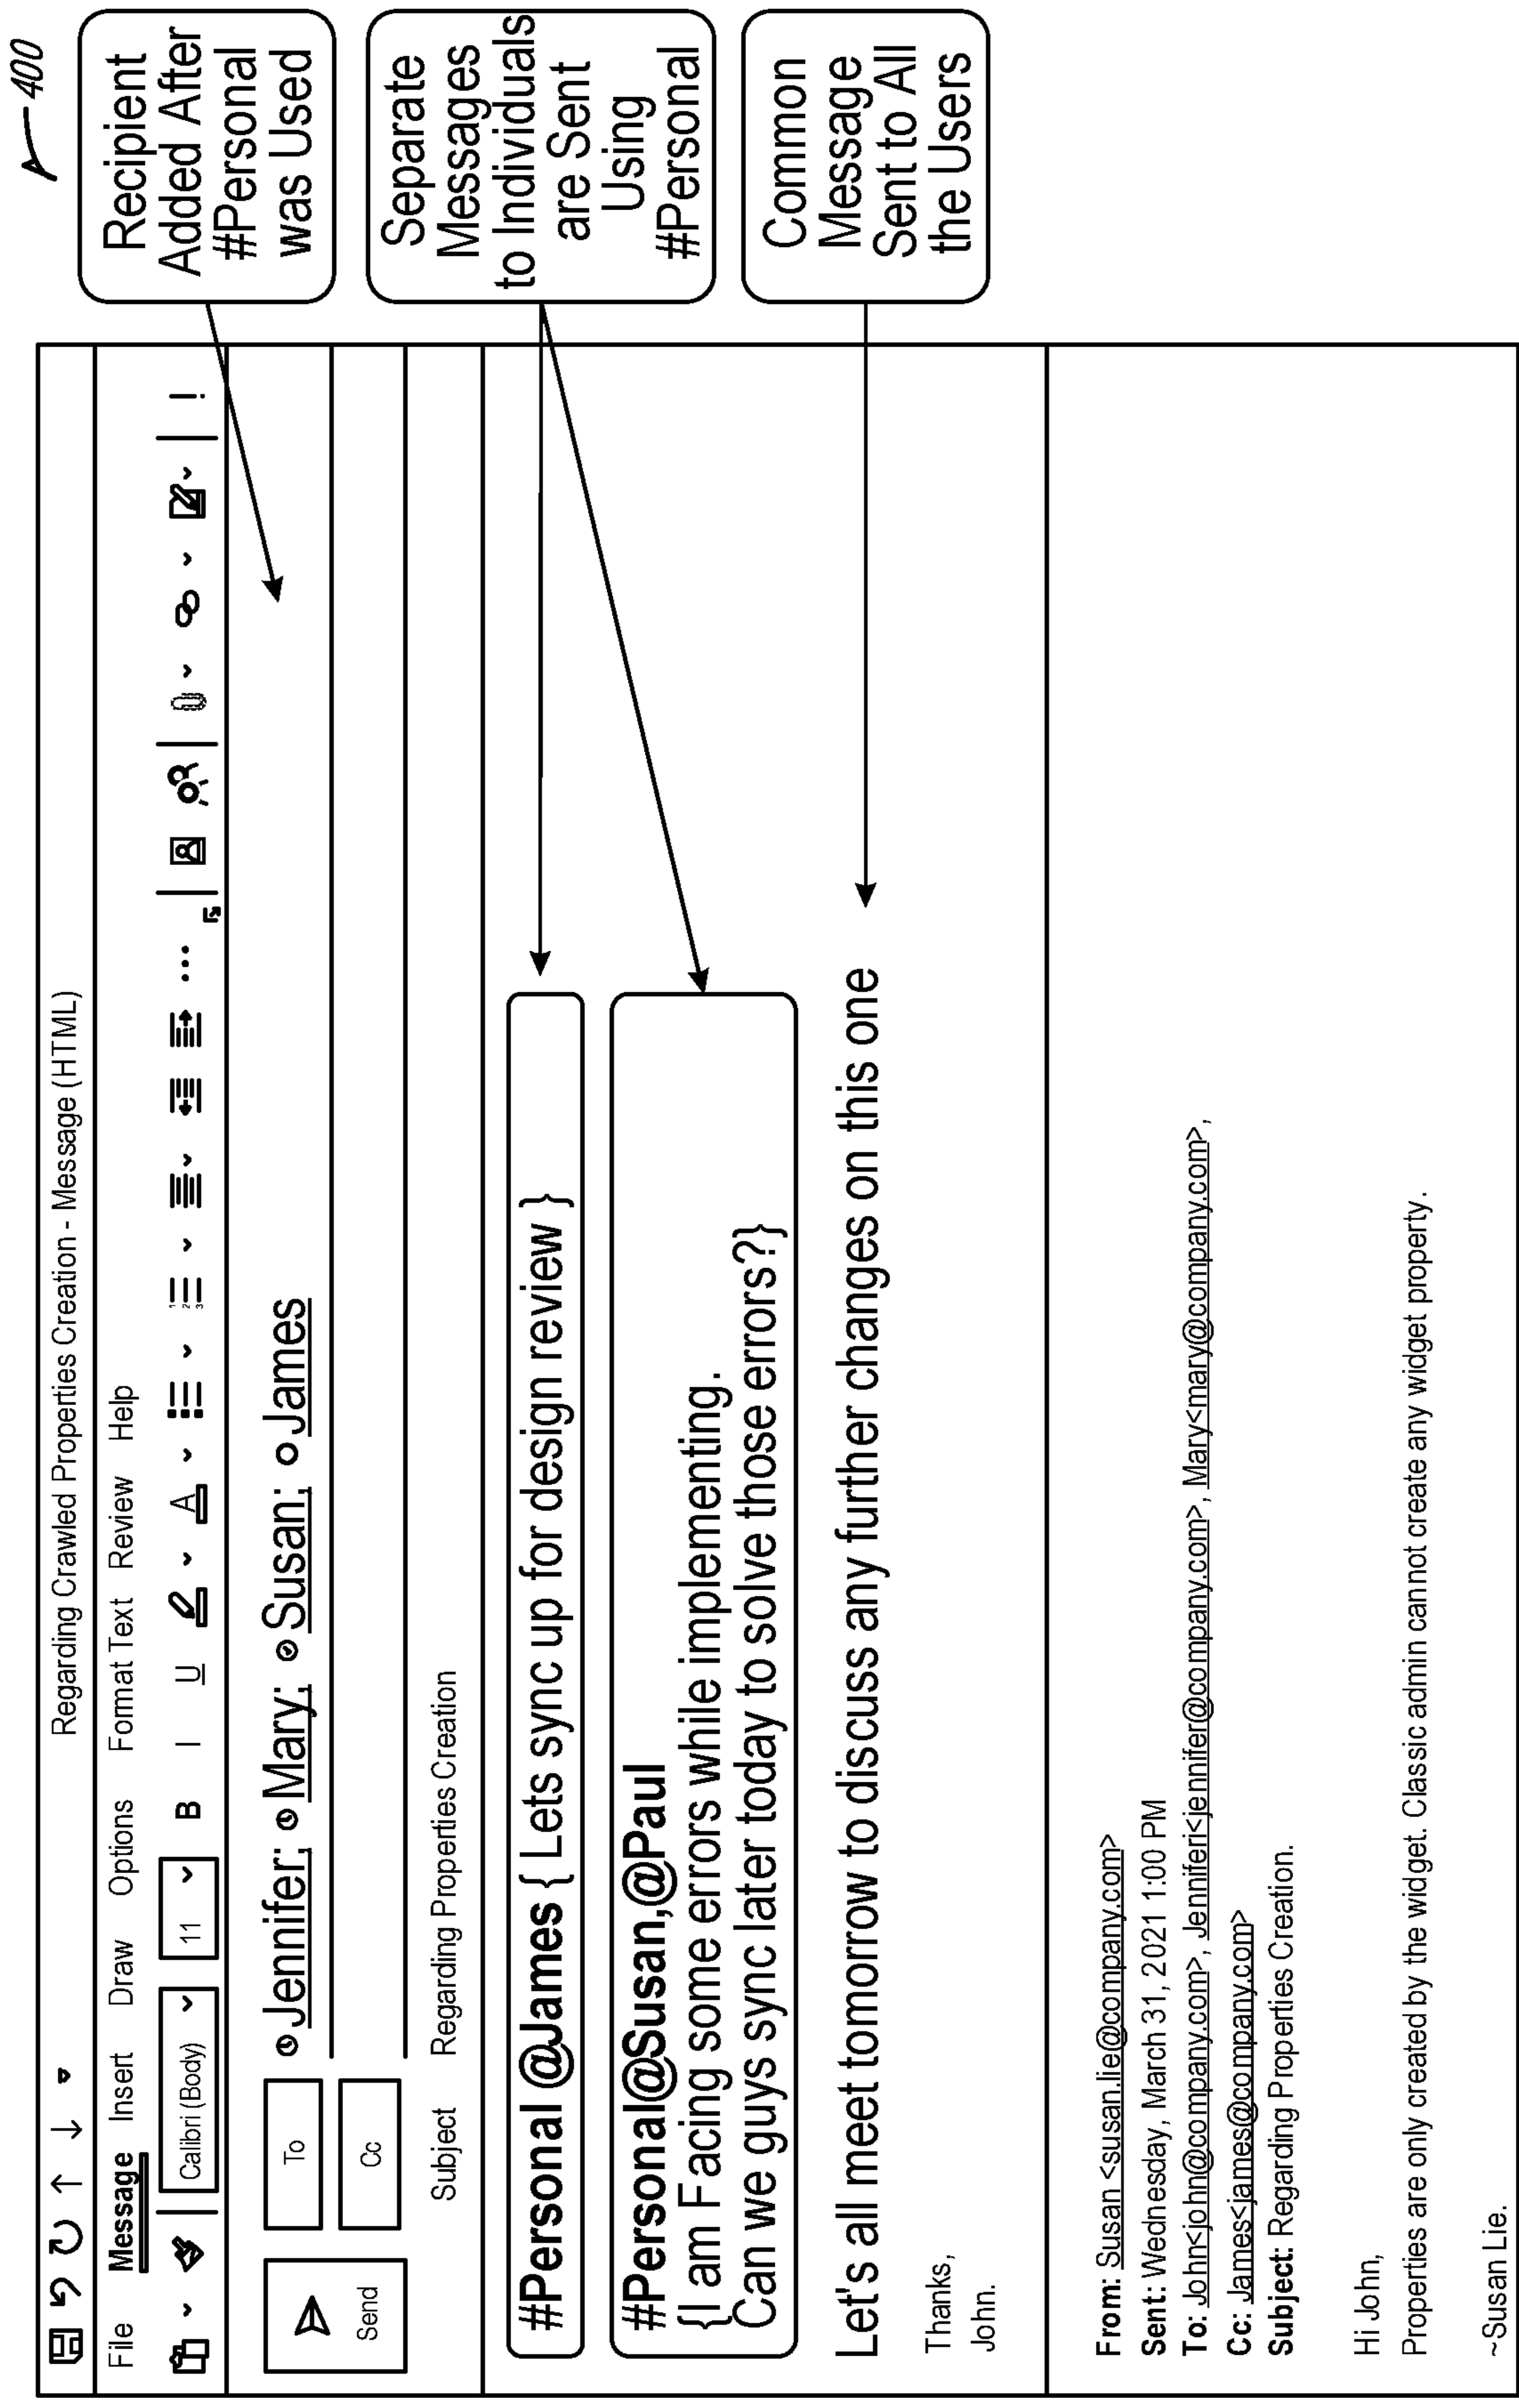 400
Regarding Crawled Properties Creation - Message (HTML)
File Message Insert Draw Options Format Text Review Help
Calibri (Body) 11 B I U A
Send
To Jennifer; Mary; Susan; James
Cc
Subject Regarding Properties Creation
#Personal @James { Lets sync up for design review }
#Personal@Susan,@Paul
{I am Facing some errors while implementing.
Can we guys sync later today to solve those errors?}
Let's all meet tomorrow to discuss any further changes on this one
Thanks,
John.
From: Susan <susan.lie@company.com>
Sent: Wednesday, March 31, 2021 1:00 PM
To: John<john@company.com>, Jenniferi<jennifer@company.com>, Mary<mary@company.com>,
Cc: James<james@company.com>
Subject: Regarding Properties Creation.
Hi John,
Properties are only created by the widget. Classic admin cannot create any widget property.
~Susan Lie.
Recipient
Added After
#Personal
was Used
Separate
Messages
to Individuals
are Sent
Using
#Personal
Common
Message
Sent to All
the Users